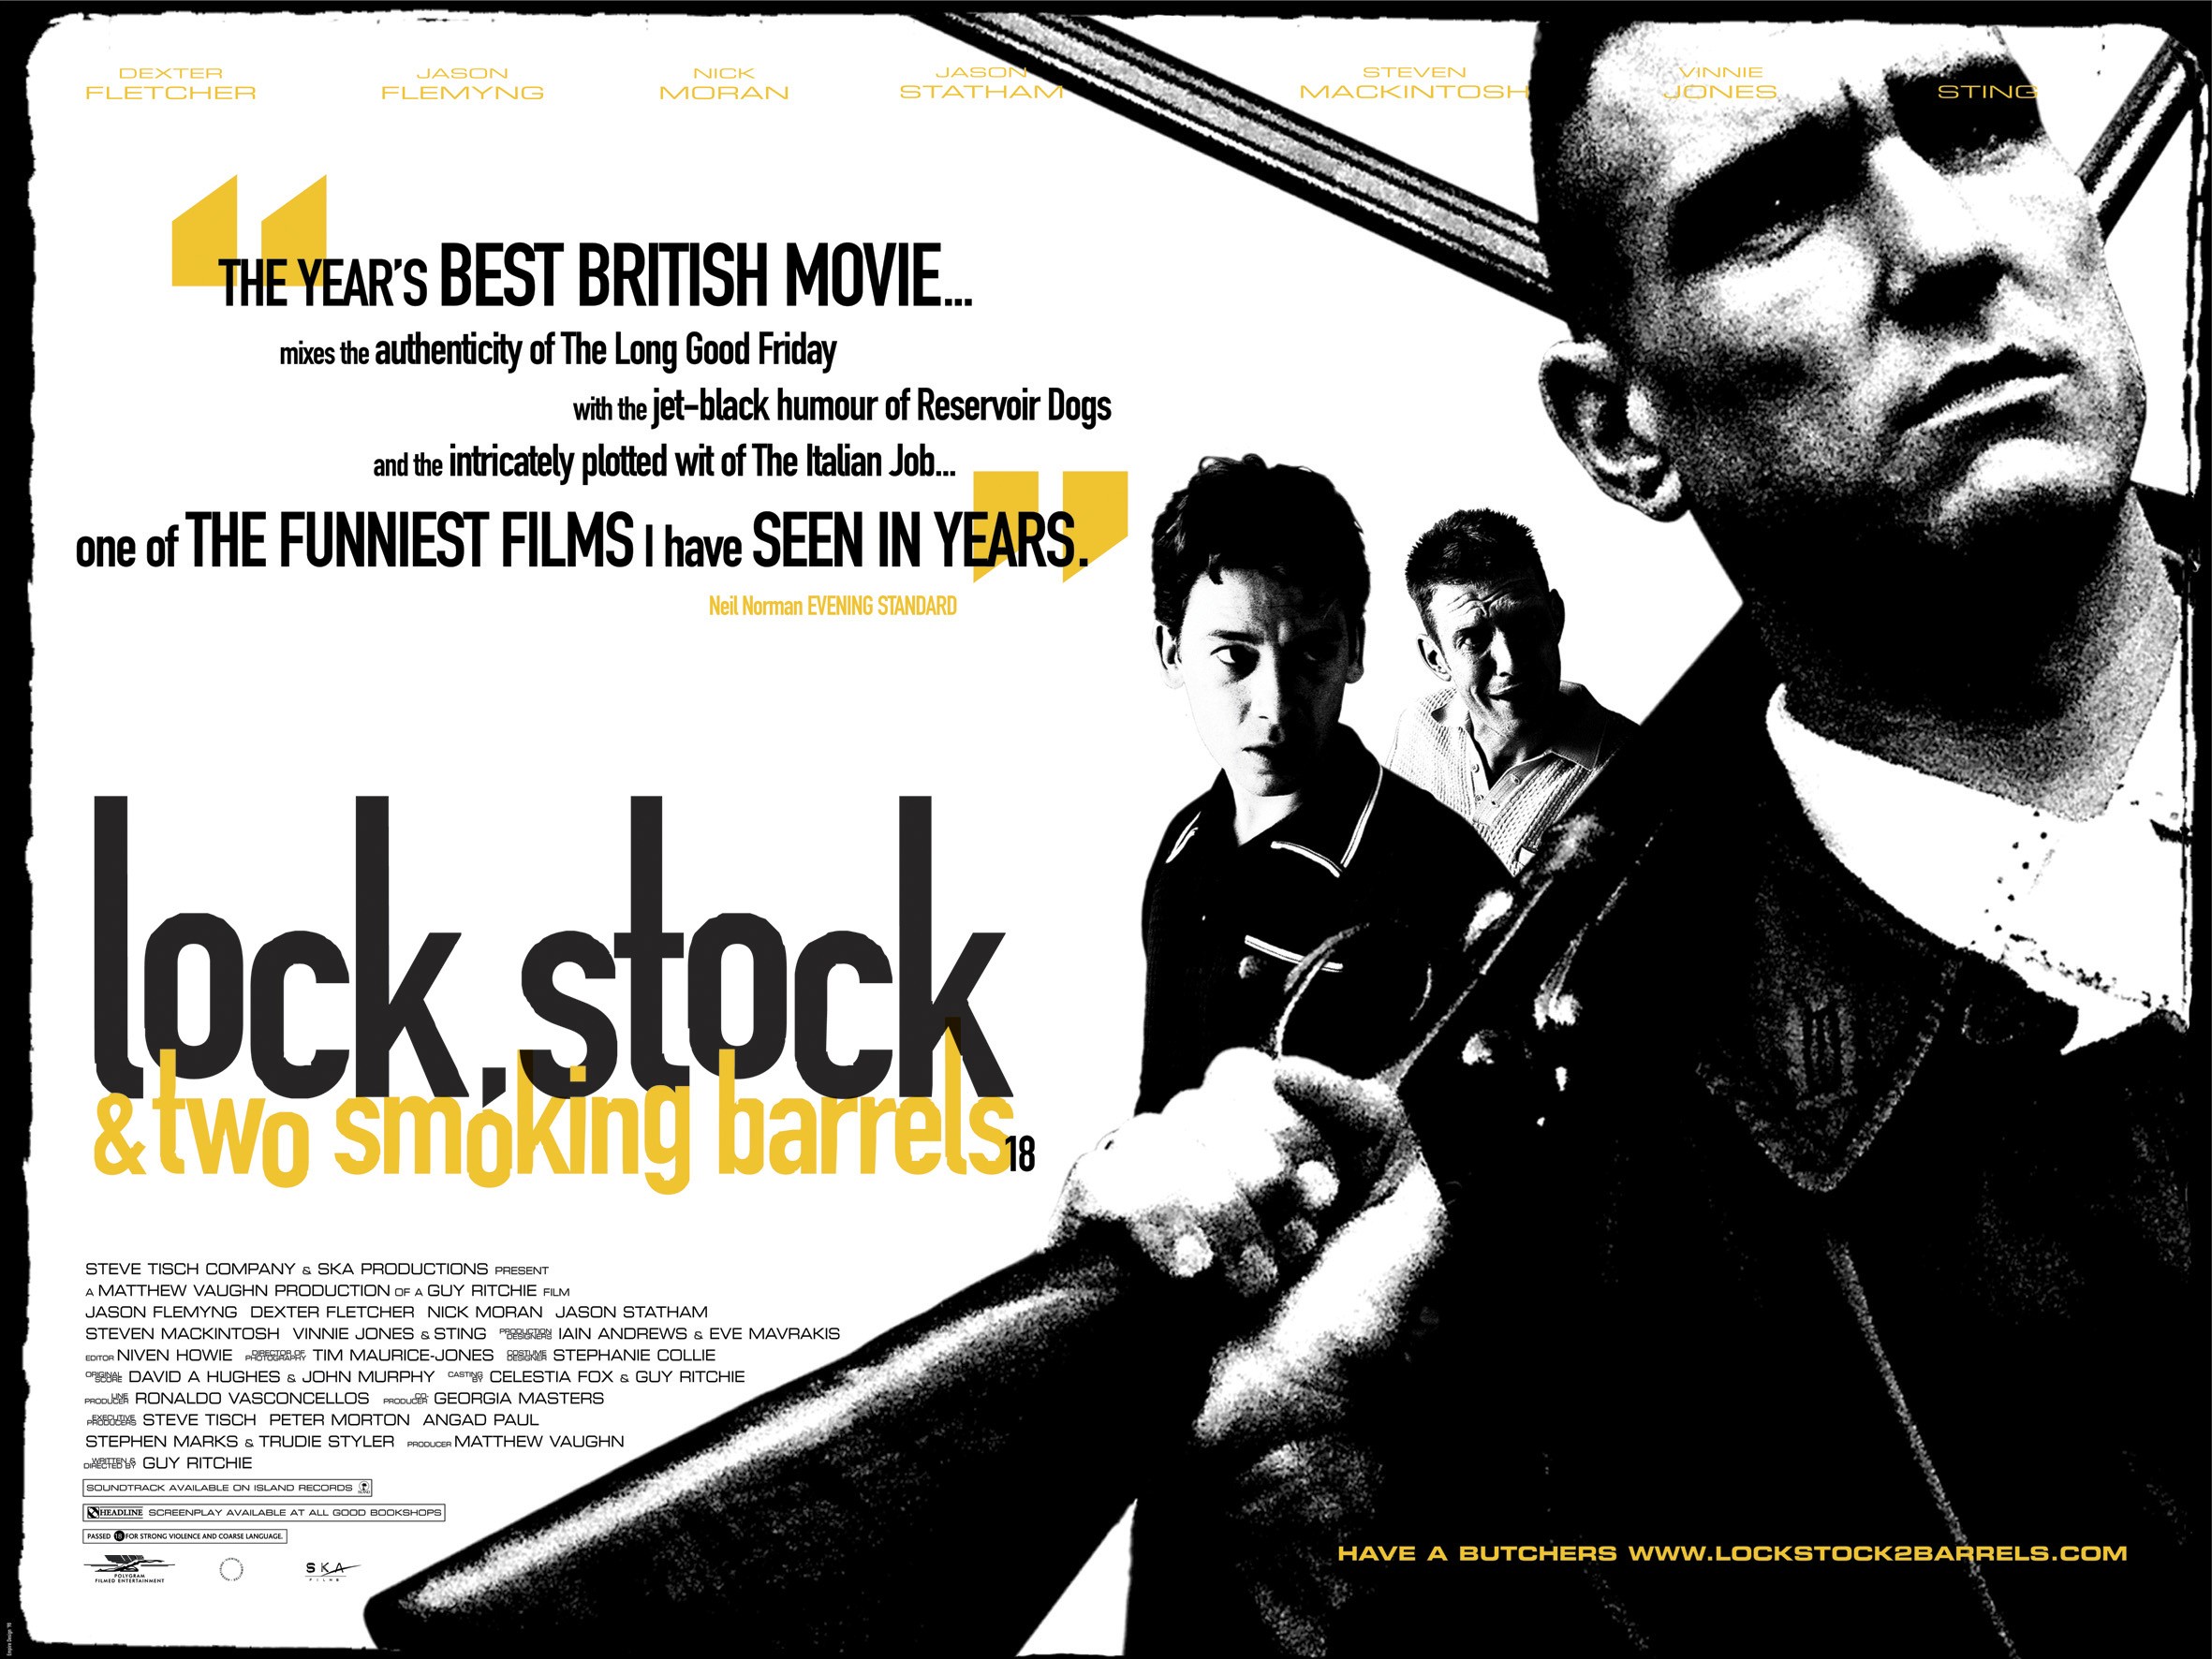 DEXTER FLETCHER
JASON FLEMYNG
NICK MORAN
JASON STATHAM
STEVEN MACKINTOSH
VINNIE JONES
STING
“THE YEAR'S BEST BRITISH MOVIE...
mixes the authenticity of The Long Good Friday
with the jet-black humour of Reservoir Dogs
and the intricately plotted wit of The Italian Job...
one of THE FUNNIEST FILMS I have SEEN IN YEARS.”
Neil Norman EVENING STANDARD
lock, stock
& two smoking barrels 18
STEVE TISCH COMPANY & SKA PRODUCTIONS PRESENT
A MATTHEW VAUGHN PRODUCTION OF A GUY RITCHIE FILM
JASON FLEMYNG DEXTER FLETCHER NICK MORAN JASON STATHAM
STEVEN MACKINTOSH VINNIE JONES & STING PRODUCTION DESIGNERS IAIN ANDREWS & EVE MAVRAKIS
EDITOR NIVEN HOWIE DIRECTOR OF PHOTOGRAPHY TIM MAURICE-JONES COSTUME DESIGNER STEPHANIE COLLIE
ORIGINAL SCORE DAVID A HUGHES & JOHN MURPHY CASTING BY CELESTIA FOX & GUY RITCHIE
LINE PRODUCER RONALDO VASCONCELLOS CO-PRODUCER GEORGIA MASTERS
EXECUTIVE PRODUCERS STEVE TISCH PETER MORTON ANGAD PAUL
STEPHEN MARKS & TRUDIE STYLER PRODUCER MATTHEW VAUGHN
WRITTEN & DIRECTED BY GUY RITCHIE
SOUNDTRACK AVAILABLE ON ISLAND RECORDS
HEADLINE SCREENPLAY AVAILABLE AT ALL GOOD BOOKSHOPS
PASSED 18 FOR STRONG VIOLENCE AND COARSE LANGUAGE.
POLYGRAM
FILMED ENTERTAINMENT
SKA
FILMS
HAVE A BUTCHERS WWW.LOCKSTOCK2BARRELS.COM
Empire Design '98